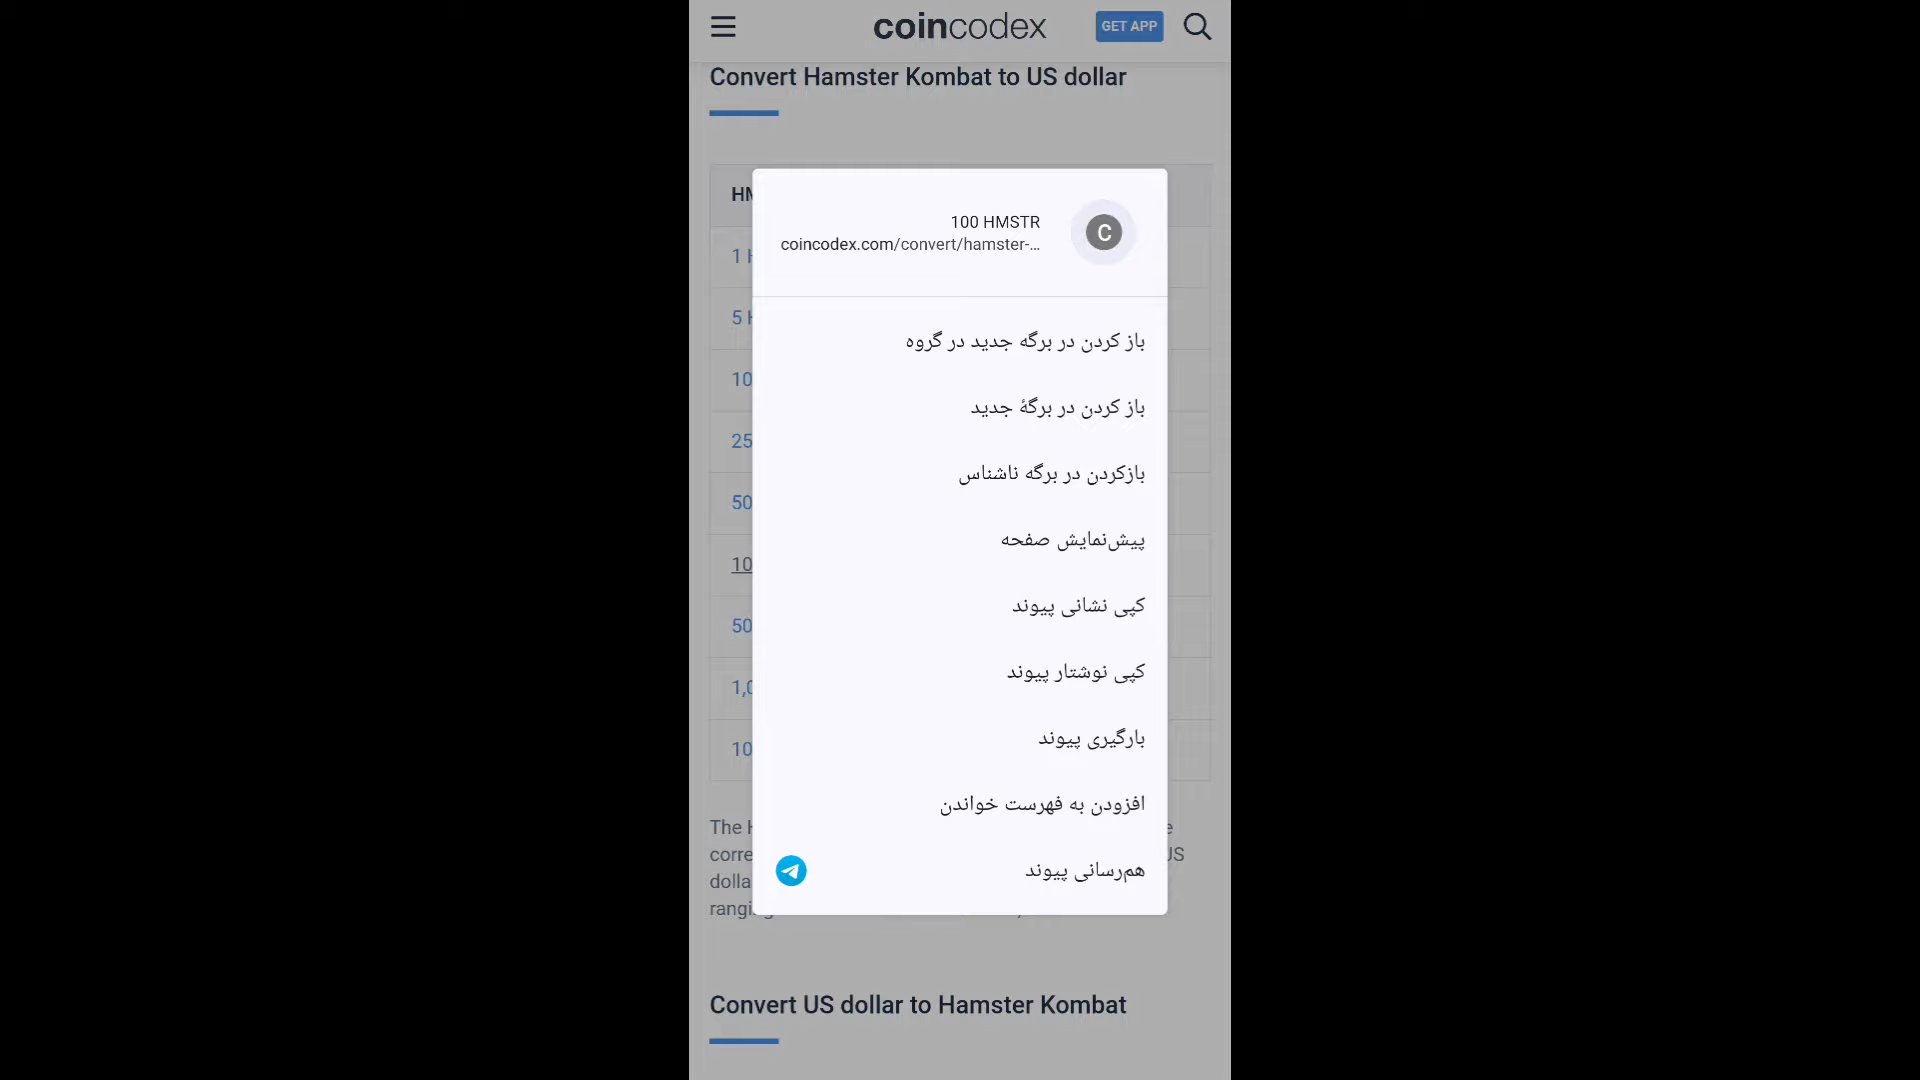 coincodex
GET APP
Convert Hamster Kombat to US dollar
100 HMSTR
coincodex.com/convert/hamster-...
C
باز کردن در برگه جدید در گروه
باز کردن در برگهٔ جدید
بازکردن در برگه ناشناس
پیش‌نمایش صفحه
کپی نشانی پیوند
کپی نوشتار پیوند
بارگیری پیوند
افزودن به فهرست خواندن
هم‌رسانی پیوند
The
Convert US dollar to Hamster Kombat